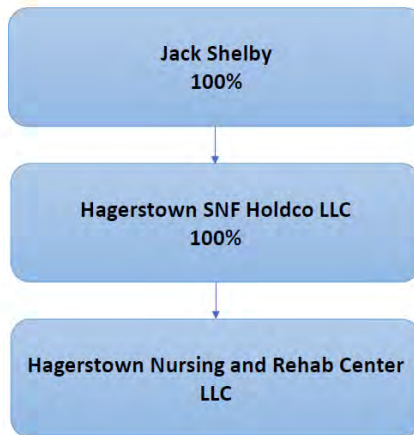 Jack Shelby
100%
Hagerstown SNF Holdco LLC
100%
Hagerstown Nursing and Rehab Center
LLC